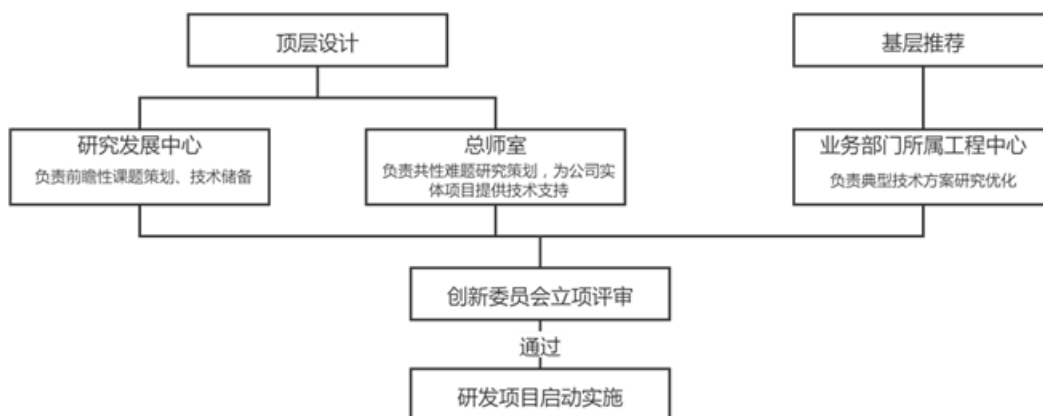 顶层设计
基层推荐
研究发展中心
负责前瞻性课题策划、技术储备
总师室
负责共性难题研究策划，为公司实
体项目提供技术支持
业务部门所属工程中心
负责典型技术方案研究优化
创新委员会立项评审
通过
研发项目启动实施